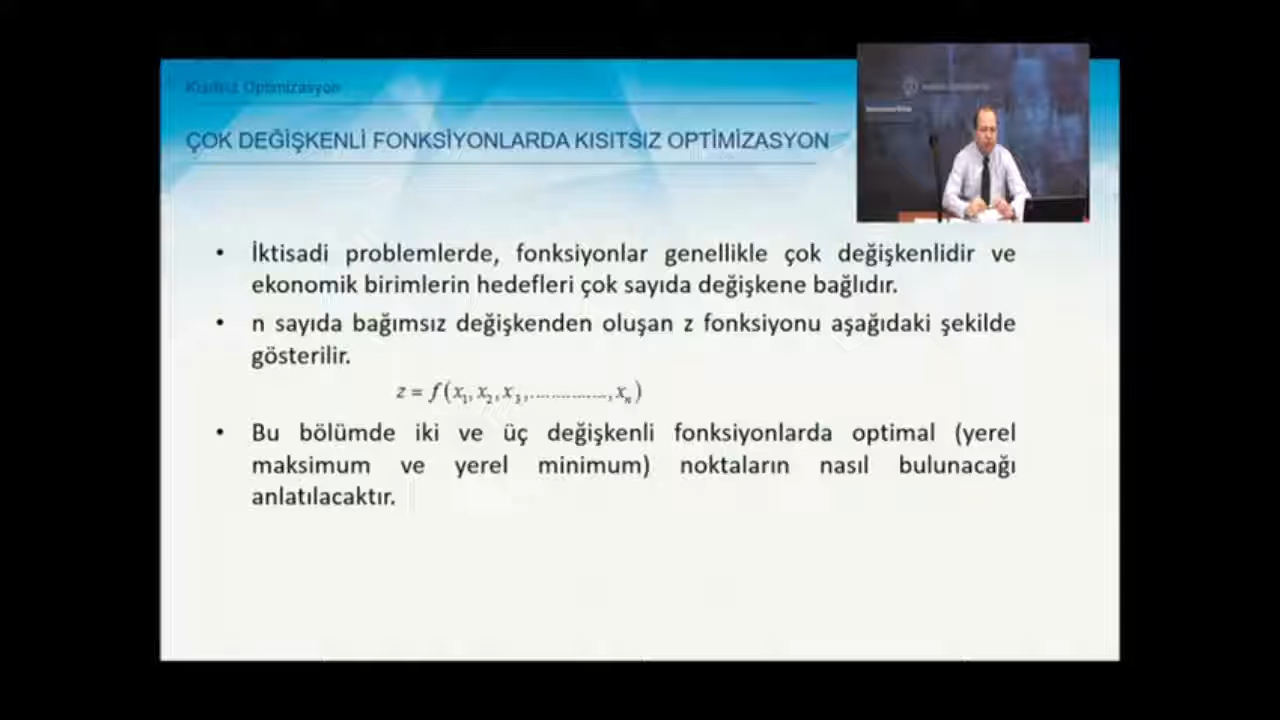 Kısıtsız Optimizasyon
ÇOK DEĞİŞKENLİ FONKSİYONLARDA KISITSIZ OPTİMİZASYON
• İktisadi problemlerde, fonksiyonlar genellikle çok değişkenlidir ve
ekonomik birimlerin hedefleri çok sayıda değişkene bağlıdır.
• n sayıda bağımsız değişkenden oluşan z fonksiyonu aşağıdaki şekilde
gösterilir.
z = f(x₁, x₂, x₃,..............., xₙ)
• Bu bölümde iki ve üç değişkenli fonksiyonlarda optimal (yerel
maksimum ve yerel minimum) noktaların nasıl bulunacağı
anlatılacaktır.